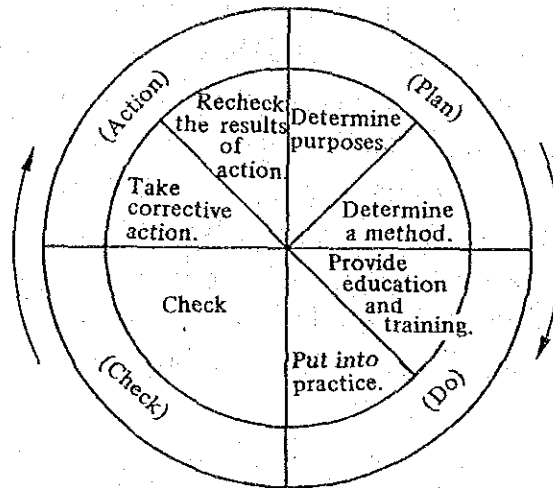 (Plan)
Determine
purposes.
Determine
a method.
Provide
education
and
training.
Put into
practice.
(Do)
Check
(Check)
Take
corrective
action.
Recheck
the results
of
action.
(Action)